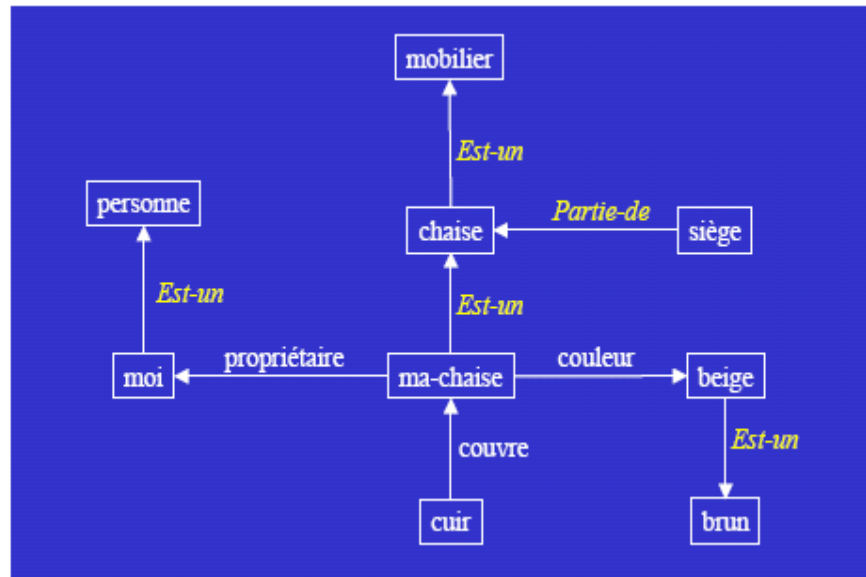 mobilier
Est-un
personne
chaise
Partie-de
siège
Est-un
Est-un
moi
propriétaire
ma-chaise
couleur
beige
couvre
Est-un
cuir
brun